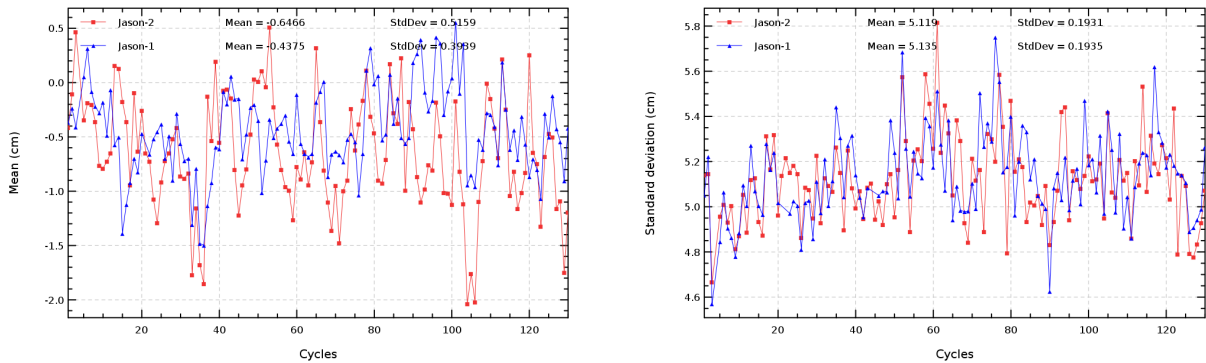 Jason-2 Mean = -0.6466 StdDev = 0.5159
Jason-1 Mean = -0.4375 StdDev = 0.3939
0.5
0.0
-0.5
-1.0
-1.5
-2.0
Mean (cm)
20 40 60 80 100 120
Cycles
Jason-2 Mean = 5.119 StdDev = 0.1931
Jason-1 Mean = 5.135 StdDev = 0.1935
5.8
5.6
5.4
5.2
5.0
4.8
4.6
Standard deviation (cm)
20 40 60 80 100 120
Cycles